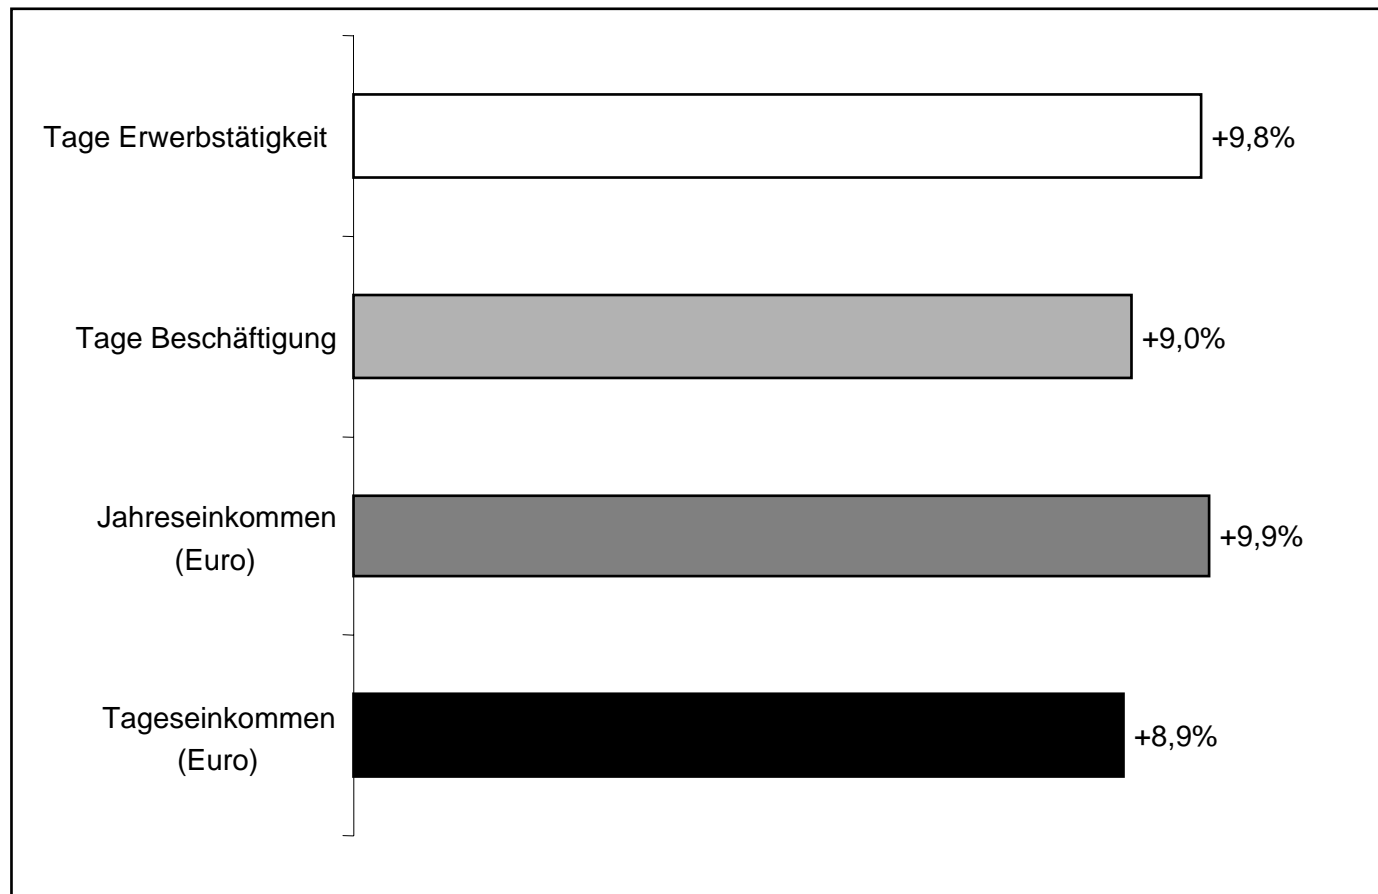 Tage Erwerbstätigkeit
+9,8%
Tage Beschäftigung
+9,0%
Jahreseinkommen
(Euro)
+9,9%
Tageseinkommen
(Euro)
+8,9%